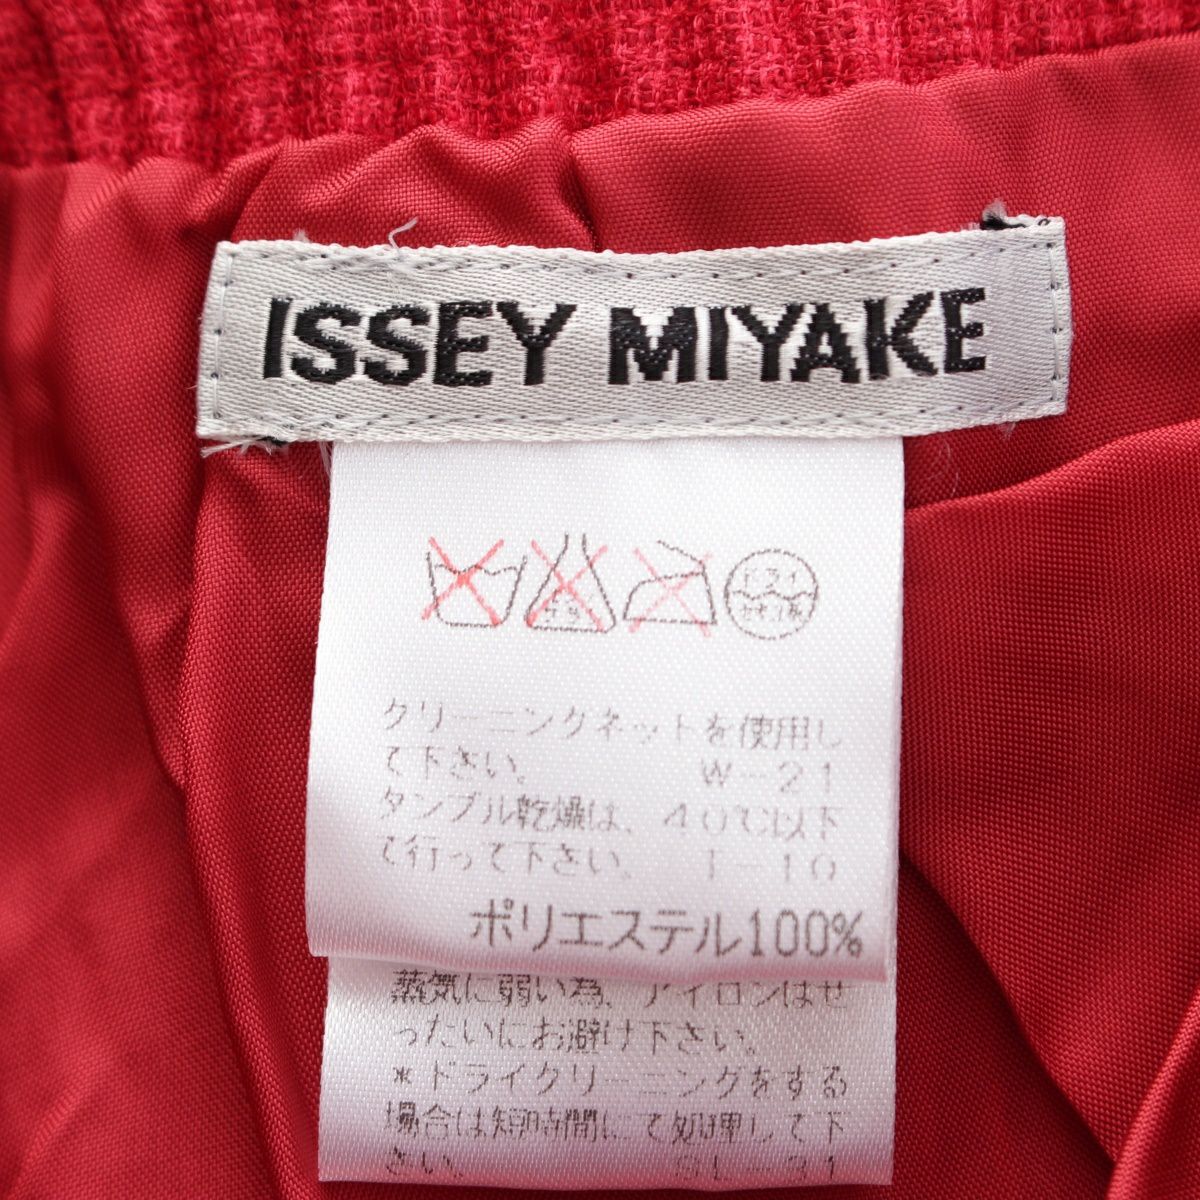 ISSEY MIYAKE
ドライ
セキユ系
クリーニングネットを使用し
て下さい。 W-21
タンブル乾燥は、40℃以下
で行って下さい。 T-10
ポリエステル100%
蒸気に弱い為、アイロンはぜ
ったいにお避け下さい。
*ドライクリーニングをする
場合は短時間にて処理して下
さい。 SL-31